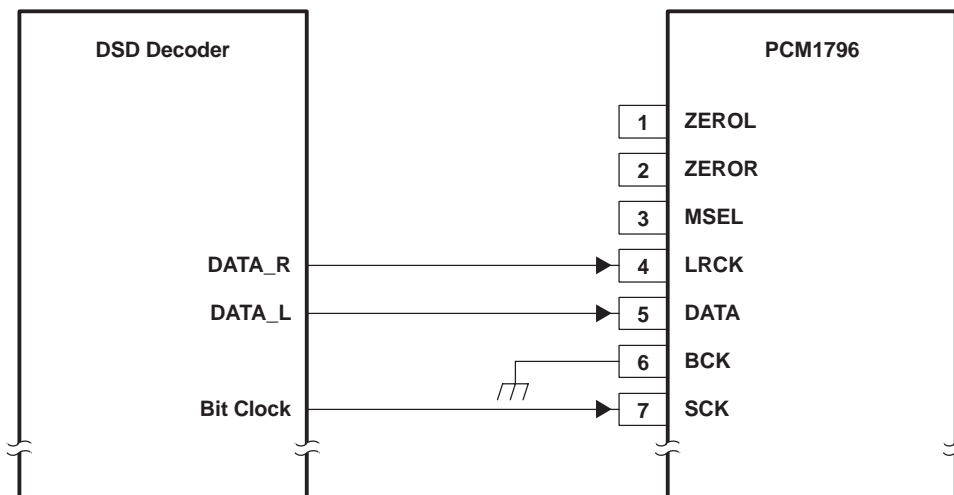 DSD Decoder
PCM1796
1 ZEROL
2 ZEROR
3 MSEL
DATA_R 4 LRCK
DATA_L 5 DATA
6 BCK
Bit Clock 7 SCK